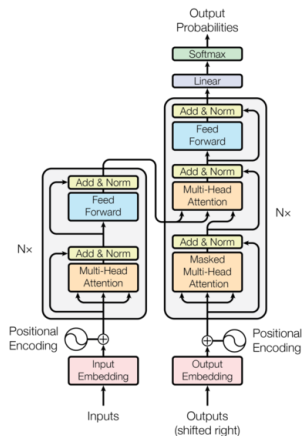 Output
Probabilities
Softmax
Linear
Add & Norm
Feed
Forward
Add & Norm
Multi-Head
Attention
Add & Norm
Masked
Multi-Head
Attention
N×
Positional
Encoding
Output
Embedding
Outputs
(shifted right)
Add & Norm
Feed
Forward
N×
Add & Norm
Multi-Head
Attention
Positional
Encoding
Input
Embedding
Inputs